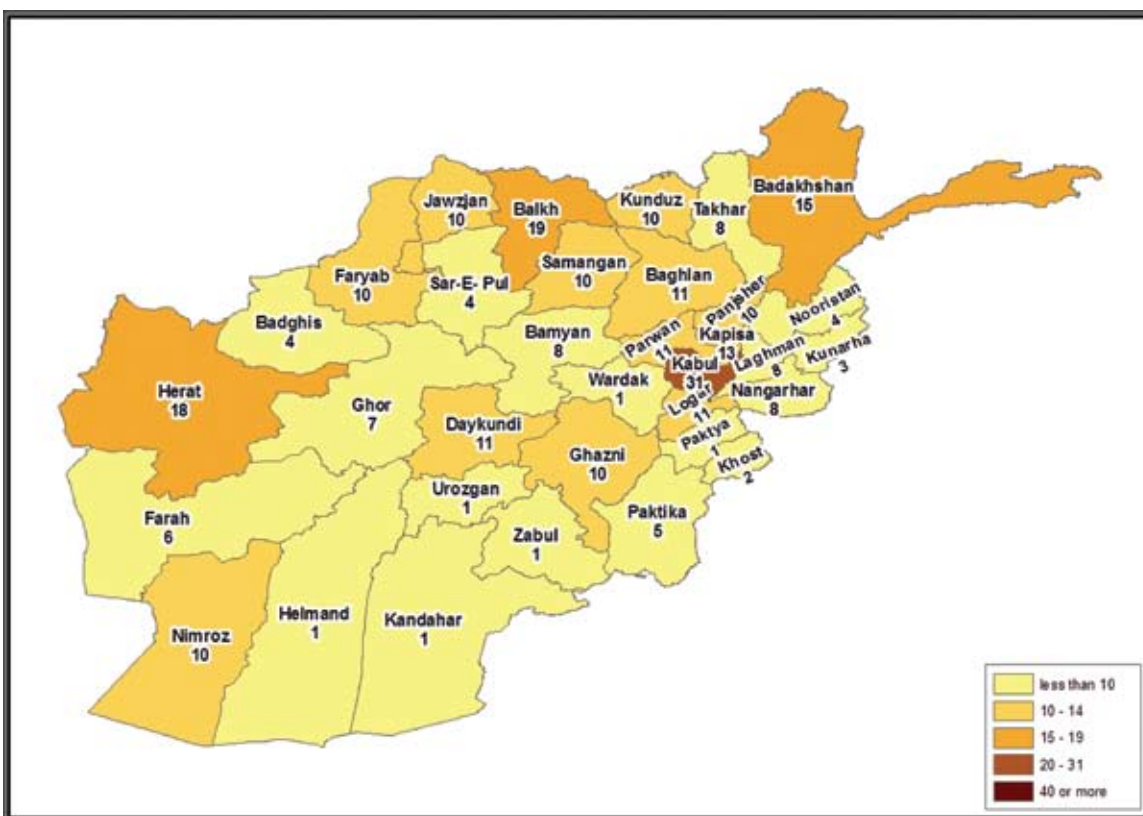 Badakhshan
15
Jawzjan
10
Balkh
19
Kunduz
10
Takhar
8
Faryab
10
Sar-E- Pul
4
Samangan
10
Baghlan
11
Panjsher
10
Nooristan
4
Badghis
4
Bamyan
8
Parwan
11
Kapisa
13
Laghman
8
Kunarha
3
Herat
18
Ghor
7
Wardak
1
Kabul
31
Nangarhar
8
Logar
11
Daykundi
11
Ghazni
10
Paktya
1
Khost
2
Farah
6
Urozgan
1
Zabul
1
Paktika
5
Nimroz
10
Helmand
1
Kandahar
1
less than 10
10 - 14
15 - 19
20 - 31
40 or more